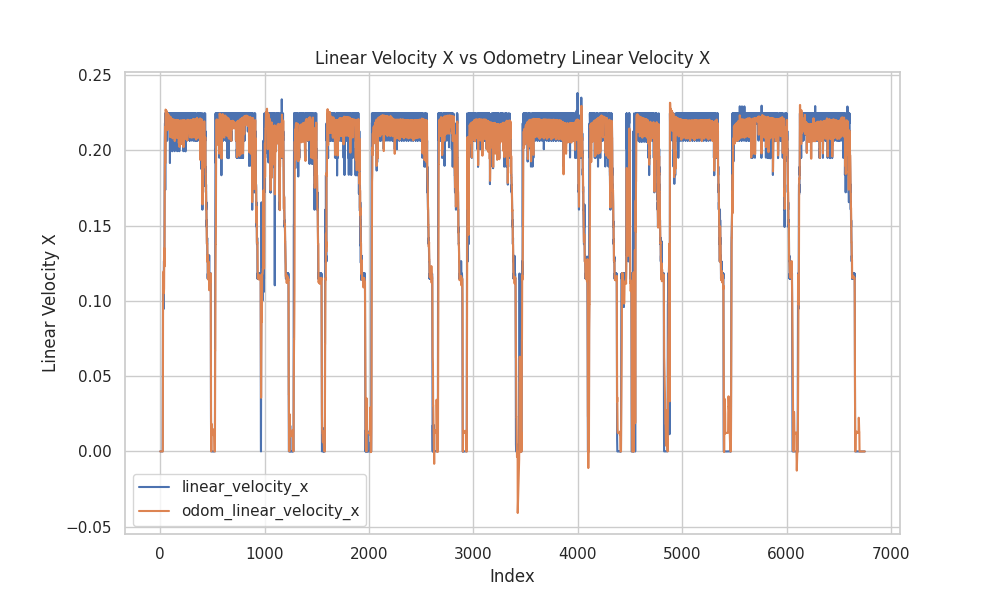 Linear Velocity X vs Odometry Linear Velocity X
0.25
0.20
0.15
0.10
0.05
0.00
−0.05
Linear Velocity X
linear_velocity_x
odom_linear_velocity_x
0 1000 2000 3000 4000 5000 6000 7000
Index